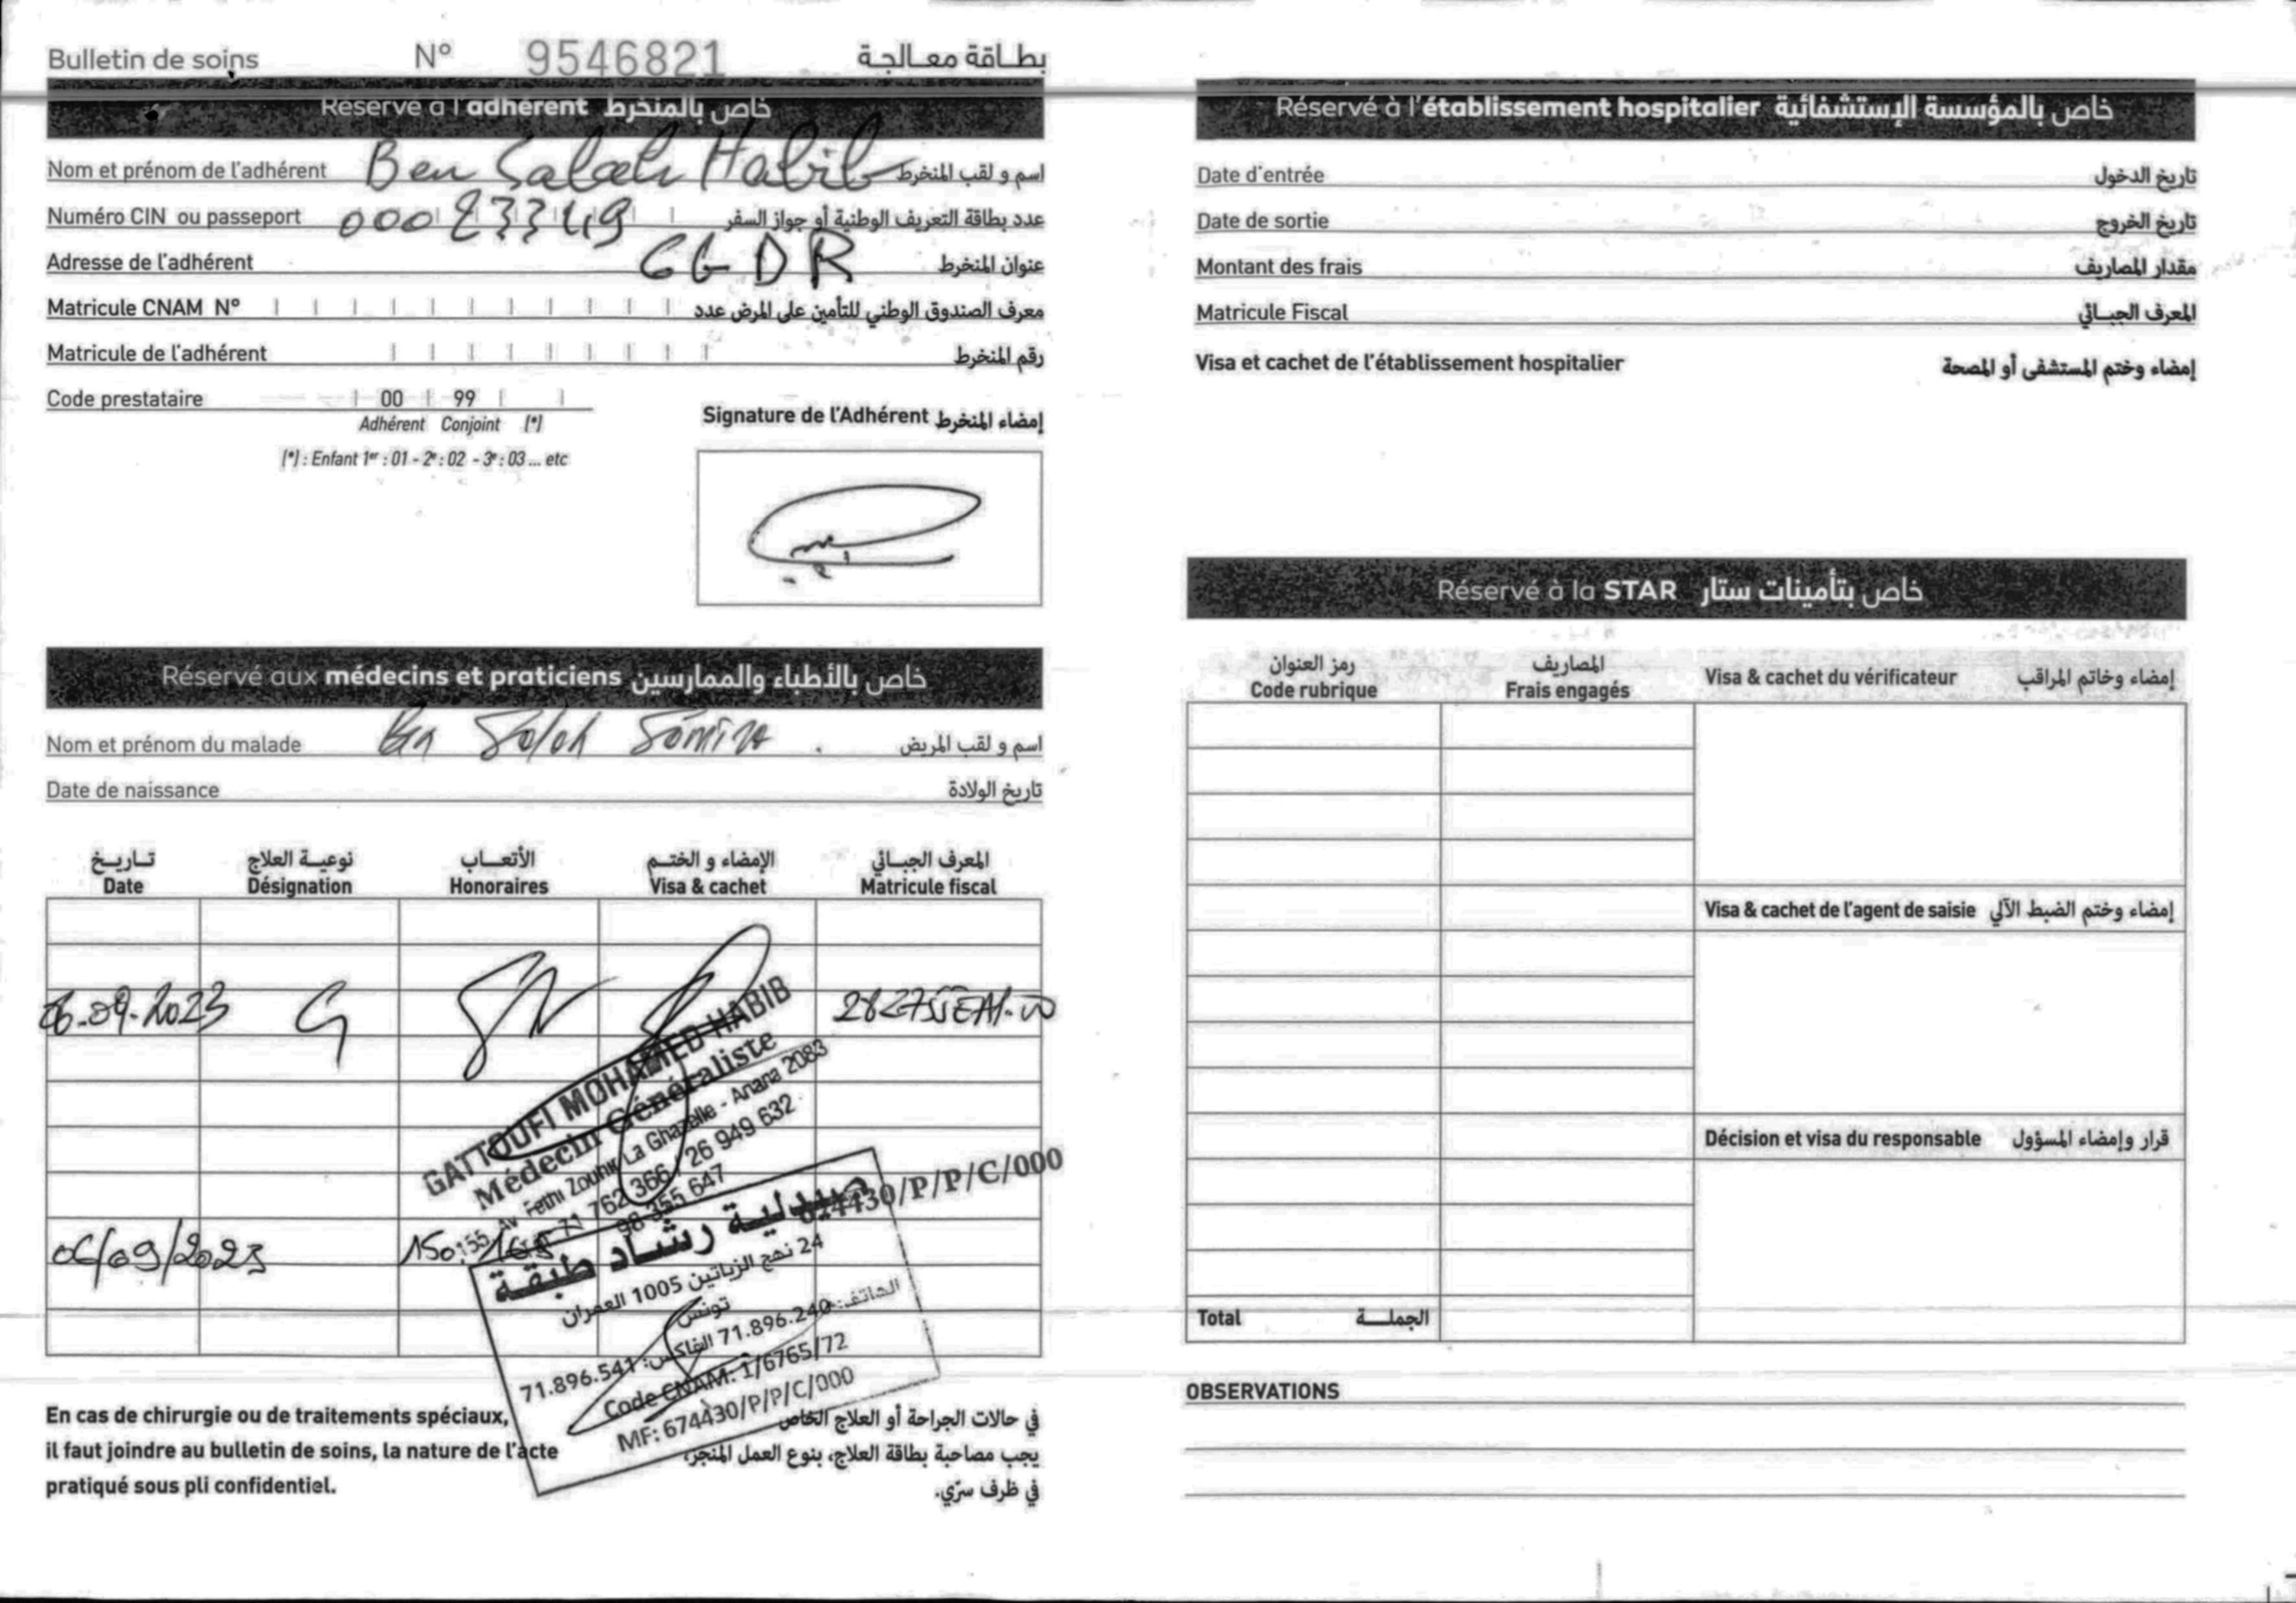 Bulletin de soins N° 9546821 بطاقة معالجة
Réservé à l'adhérent خاص بالمنخرط
Nom et prénom de l'adhérent Ben Salah Habib اسم و لقب المنخرط
Numéro CIN ou passeport 000 عدد بطاقة التعريف الوطنية أو جواز السفر
Adresse de l'adhérent عنوان المنخرط
Matricule CNAM N° معرف الصندوق الوطني للتأمين على المرض عدد
Matricule de l'adhérent رقم المنخرط
Code prestataire 00 99
Adhérent Conjoint (*)
(*) : Enfant 1er : 01 - 2e : 02 - 3e : 03 ... etc
Signature de l'Adhérent إمضاء المنخرط
Réservé aux médecins et praticiens خاص بالأطباء والممارسين
Nom et prénom du malade Ben Salah Samira اسم و لقب المريض
Date de naissance تاريخ الولادة
تاريخ نوعية العلاج الأتعاب الإمضاء و الختم المعرف الجبائي
Date Désignation Honoraires Visa & cachet Matricule fiscal
06.09.2023
GATTOUFI MOHAMED HABIB
Médecin Généraliste
155, Av Fethi Zouhir La Ghazelle - Ariana 2083
71 762 366 / 26 949 632
98 355 647
674430/P/P/C/000
06/09/2023
صيدلية رشاد طبقة
24 نهج الزياتين 1005 العمران
تونس
الهاتف: 71.896.240 الفاكس: 71.896.541
Code CNAM: 1/6765/72
MF: 674430/P/P/C/000
En cas de chirurgie ou de traitements spéciaux,
il faut joindre au bulletin de soins, la nature de l'acte
pratiqué sous pli confidentiel.
في حالات الجراحة أو العلاج الخاص
يجب مصاحبة بطاقة العلاج، بنوع العمل المنجز،
في ظرف سرّي.
Réservé à l'établissement hospitalier خاص بالمؤسسة الإستشفائية
Date d'entrée تاريخ الدخول
Date de sortie تاريخ الخروج
Montant des frais مقدار المصاريف
Matricule Fiscal المعرف الجبائي
Visa et cachet de l'établissement hospitalier إمضاء وختم المستشفى أو المصحة
Réservé à la STAR خاص بتأمينات ستار
رمز العنوان المصاريف
Code rubrique Frais engagés
Visa & cachet du vérificateur إمضاء وخاتم المراقب
Visa & cachet de l'agent de saisie إمضاء وختم الضبط الآلي
Décision et visa du responsable قرار وإمضاء المسؤول
Total الجملة
OBSERVATIONS